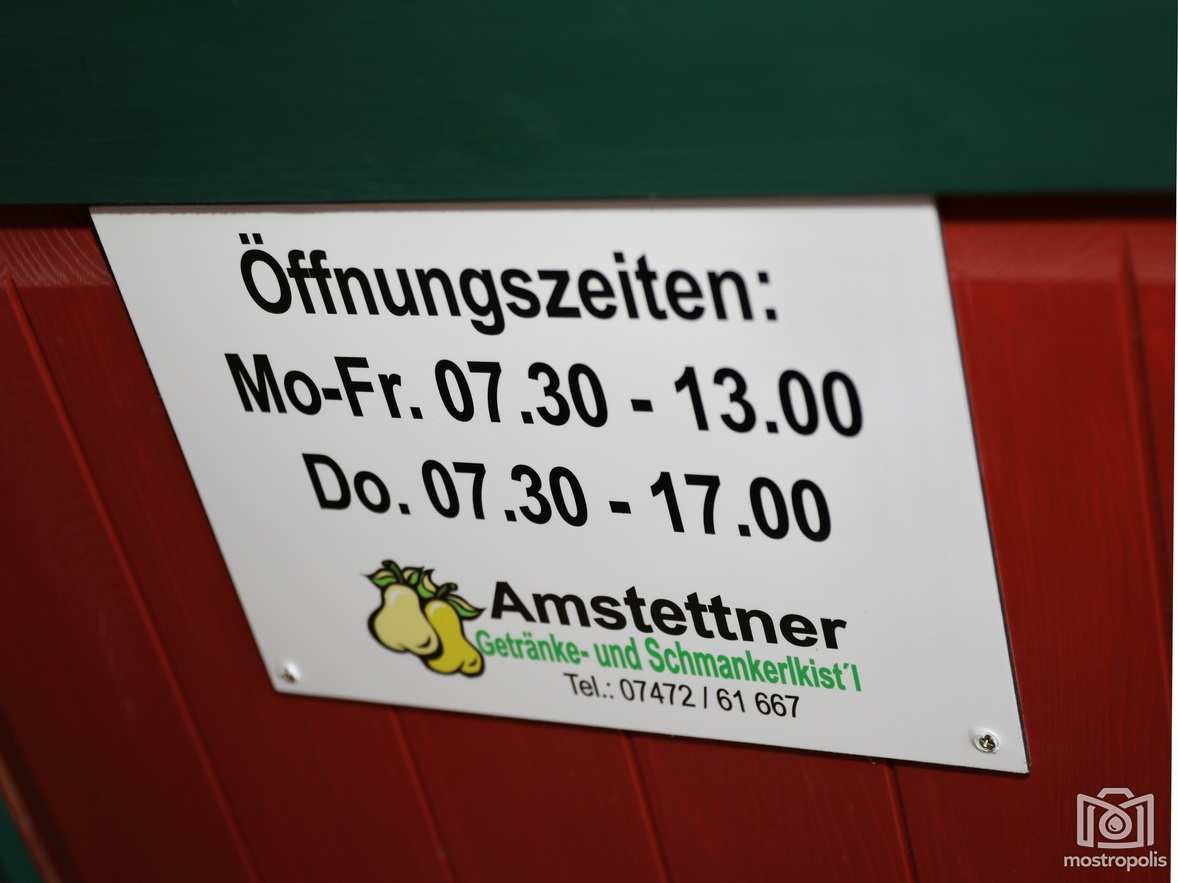 Öffnungszeiten:
Mo-Fr. 07.30 - 13.00
Do. 07.30 - 17.00
Amstettner
Getränke- und Schmankerlkist´l
Tel.: 07472 / 61 667
mostropolis